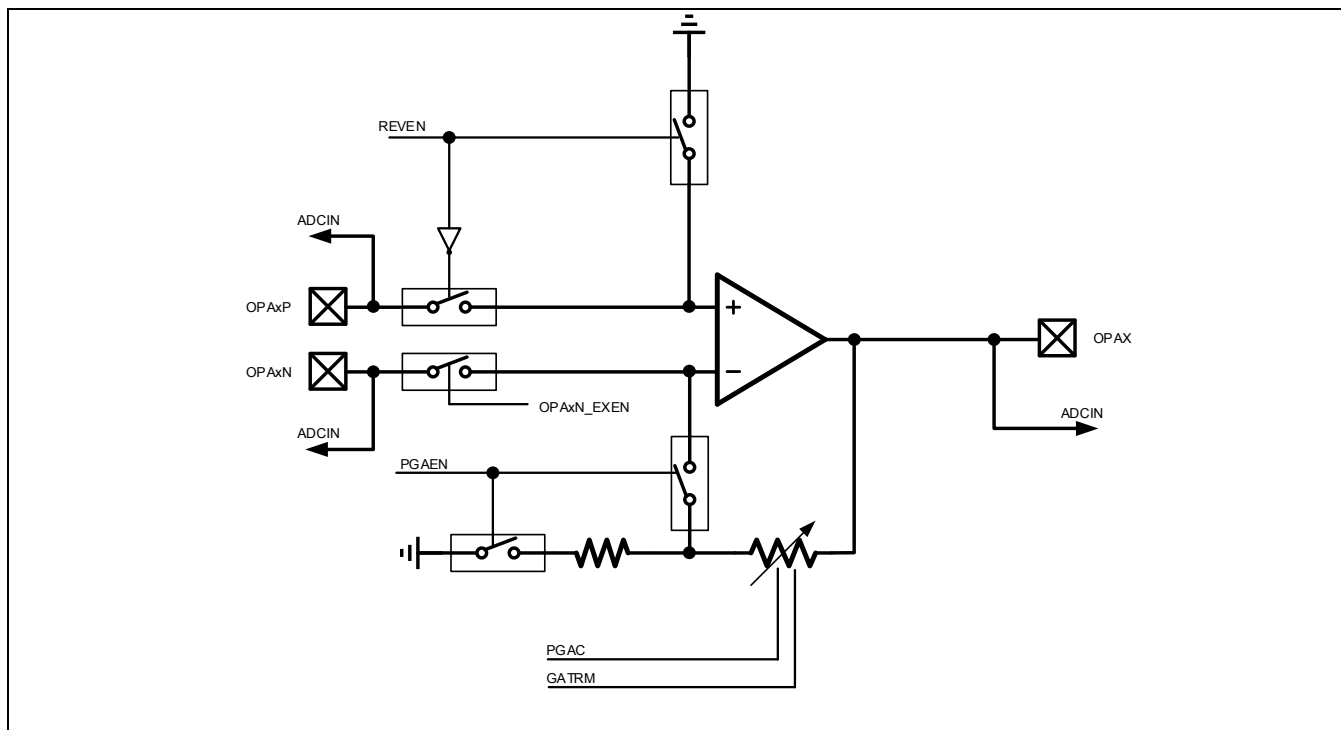 REVEN
ADCIN
OPAxP
OPAxN
OPAX
OPAxN_EXEN
ADCIN
ADCIN
PGAEN
PGAC
GATRM